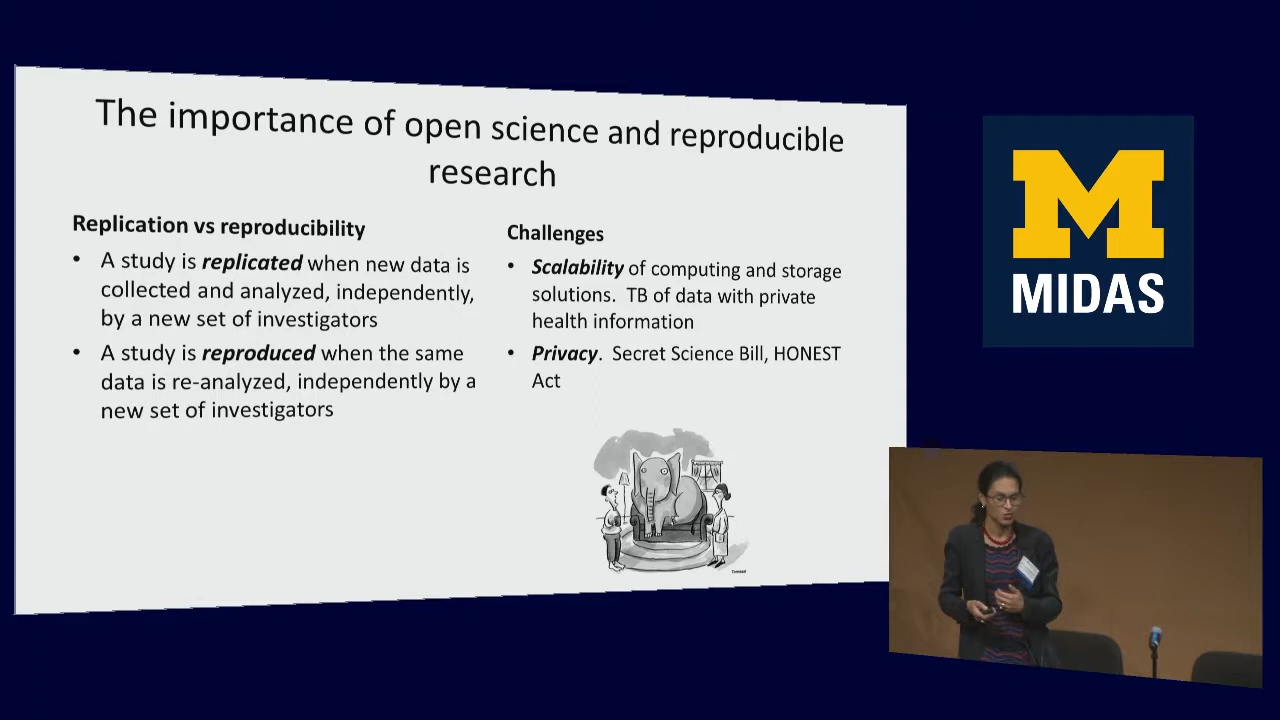 The importance of open science and reproducible
research
Replication vs reproducibility
• A study is replicated when new data is
collected and analyzed, independently,
by a new set of investigators
• A study is reproduced when the same
data is re-analyzed, independently by a
new set of investigators
Challenges
• Scalability of computing and storage
solutions. TB of data with private
health information
• Privacy. Secret Science Bill, HONEST
Act
M
MIDAS